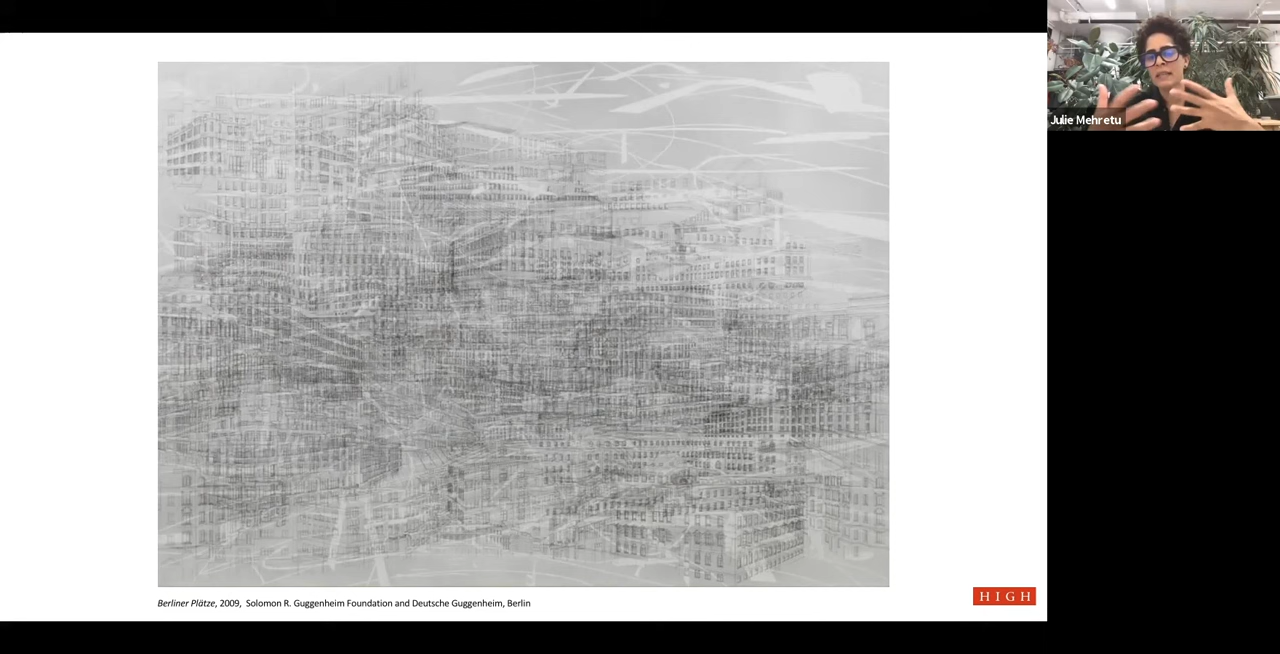 Julie Mehretu
Berliner Plätze, 2009, Solomon R. Guggenheim Foundation and Deutsche Guggenheim, Berlin
HIGH